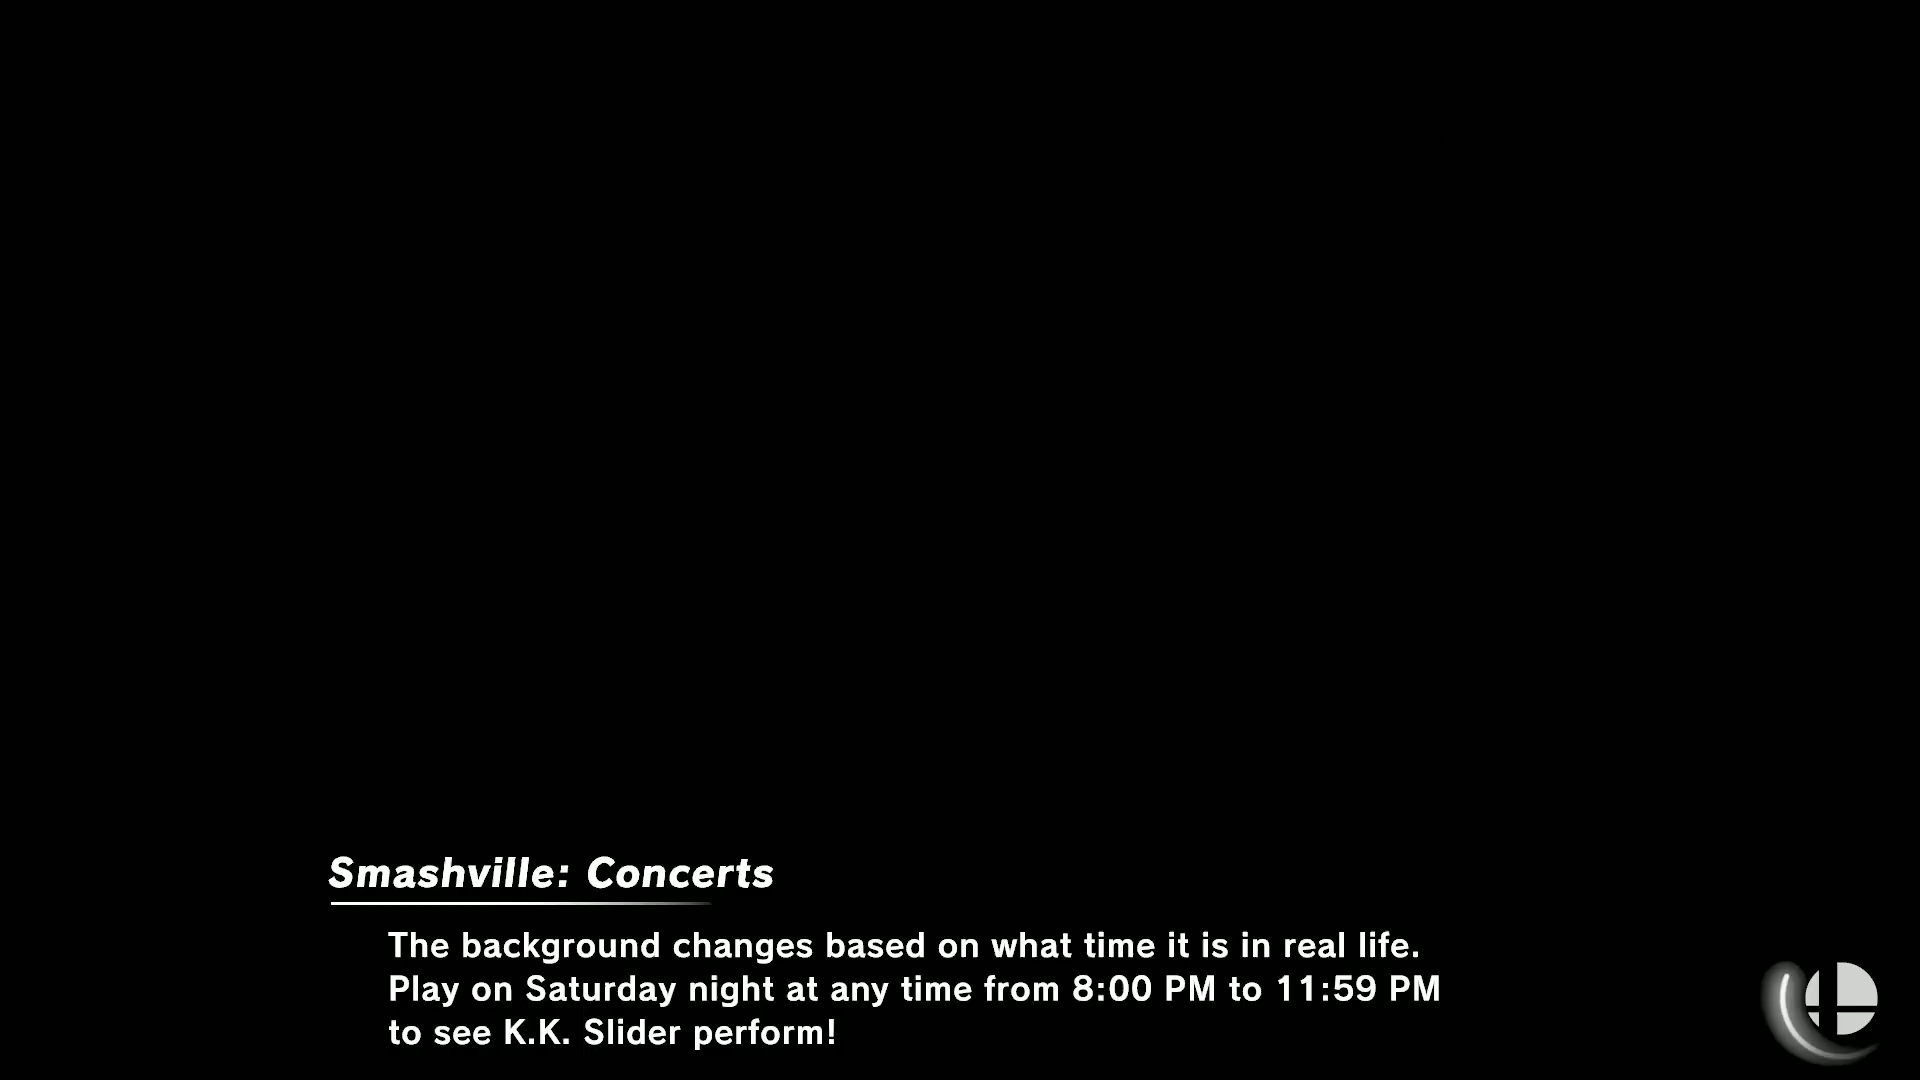 Smashville: Concerts
The background changes based on what time it is in real life.
Play on Saturday night at any time from 8:00 PM to 11:59 PM
to see K.K. Slider perform!